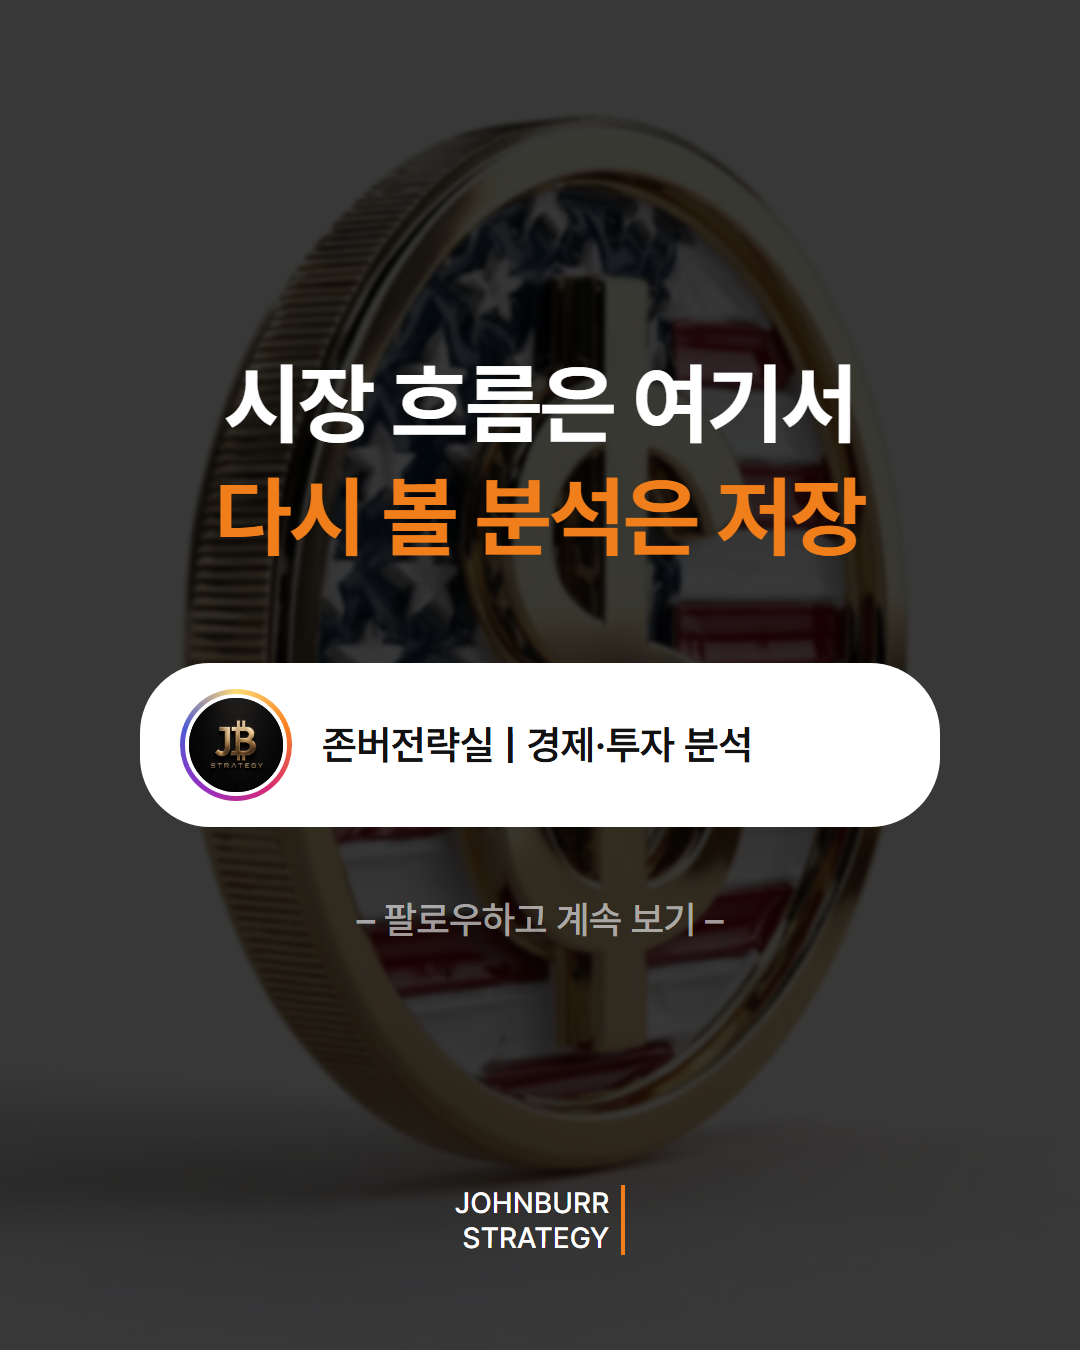 시장 흐름은 여기서
다시 볼 분석은 저장
JB
STRATEGY
존버전략실 | 경제·투자 분석
– 팔로우하고 계속 보기 –
JOHNBURR
STRATEGY